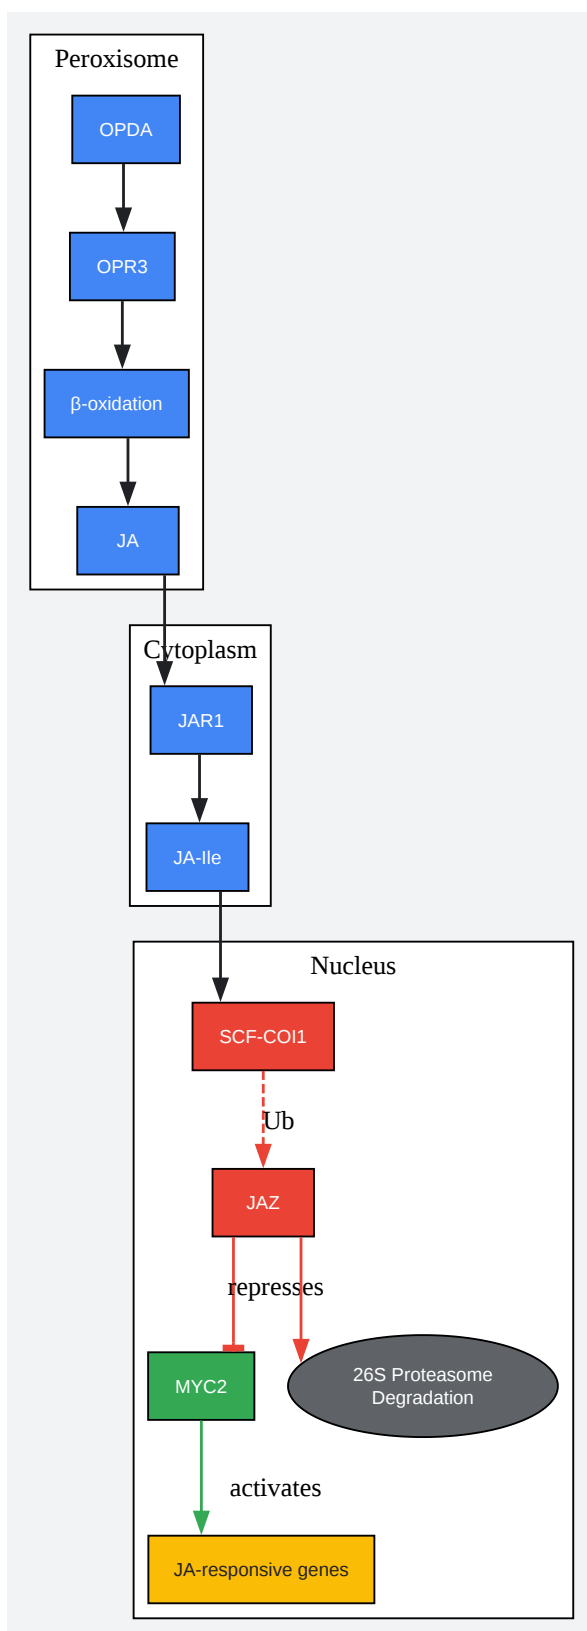 Peroxisome
OPDA
OPR3
β-oxidation
JA
Cytoplasm
JAR1
JA-Ile
Nucleus
SCF-COI1
Ub
JAZ
represses
MYC2
26S Proteasome
Degradation
activates
JA-responsive genes